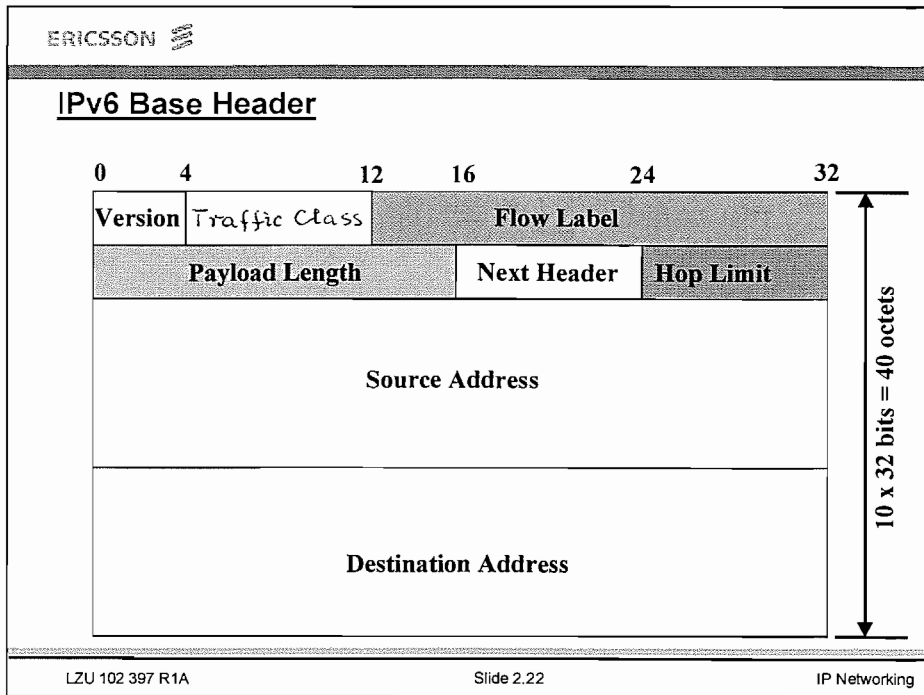 ERICSSON
IPv6 Base Header
0 4 12 16 24 32
Version Traffic Class Flow Label
Payload Length Next Header Hop Limit
Source Address
Destination Address
10 x 32 bits = 40 octets
LZU 102 397 R1A Slide 2.22 IP Networking